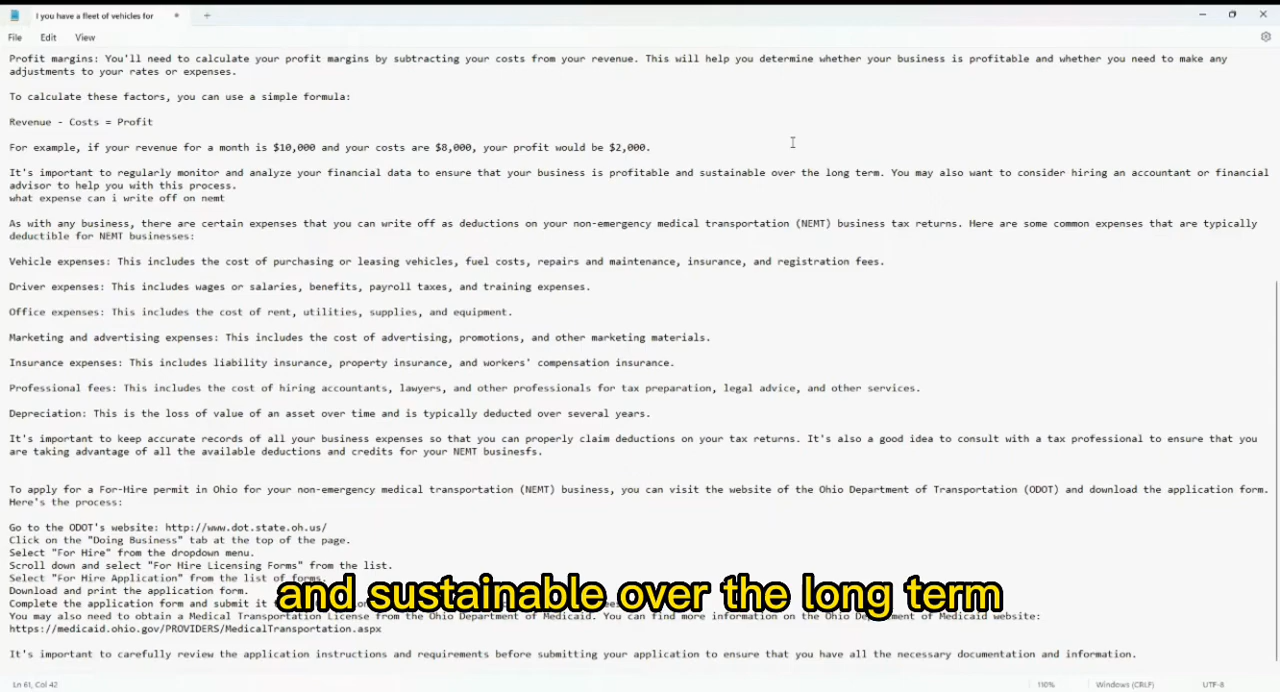 I you have a fleet of vehicles for
File Edit View
Profit margins: You'll need to calculate your profit margins by subtracting your costs from your revenue. This will help you determine whether your business is profitable and whether you need to make any
adjustments to your rates or expenses.
To calculate these factors, you can use a simple formula:
Revenue - Costs = Profit
For example, if your revenue for a month is $10,000 and your costs are $8,000, your profit would be $2,000.
It's important to regularly monitor and analyze your financial data to ensure that your business is profitable and sustainable over the long term. You may also want to consider hiring an accountant or financial
advisor to help you with this process.
what expense can i write off on nemt
As with any business, there are certain expenses that you can write off as deductions on your non-emergency medical transportation (NEMT) business tax returns. Here are some common expenses that are typically
deductible for NEMT businesses:
Vehicle expenses: This includes the cost of purchasing or leasing vehicles, fuel costs, repairs and maintenance, insurance, and registration fees.
Driver expenses: This includes wages or salaries, benefits, payroll taxes, and training expenses.
Office expenses: This includes the cost of rent, utilities, supplies, and equipment.
Marketing and advertising expenses: This includes the cost of advertising, promotions, and other marketing materials.
Insurance expenses: This includes liability insurance, property insurance, and workers' compensation insurance.
Professional fees: This includes the cost of hiring accountants, lawyers, and other professionals for tax preparation, legal advice, and other services.
Depreciation: This is the loss of value of an asset over time and is typically deducted over several years.
It's important to keep accurate records of all your business expenses so that you can properly claim deductions on your tax returns. It's also a good idea to consult with a tax professional to ensure that you
are taking advantage of all the available deductions and credits for your NEMT businesfs.
To apply for a For-Hire permit in Ohio for your non-emergency medical transportation (NEMT) business, you can visit the website of the Ohio Department of Transportation (ODOT) and download the application form.
Here's the process:
Go to the ODOT's website: http://www.dot.state.oh.us/
Click on the "Doing Business" tab at the top of the page.
Select "For Hire" from the dropdown menu.
Scroll down and select "For Hire Licensing Forms" from the list.
Select "For Hire Application" from the list of forms.
Download and print the application form.
and sustainable over the long term
Complete the application form and submit it
You may also need to obtain a Medical Transportation License from the Ohio Department of Medicaid. You can find more information on the Ohio Department of Medicaid website:
https://medicaid.ohio.gov/PROVIDERS/MedicalTransportation.aspx
It's important to carefully review the application instructions and requirements before submitting your application to ensure that you have all the necessary documentation and information.
Ln 61, Col 42 110% Windows (CRLF) UTF-8